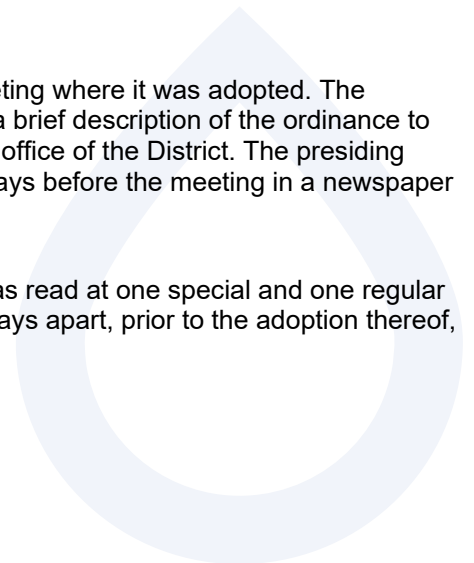 eting where it was adopted. The
a brief description of the ordinance to
office of the District. The presiding
ays before the meeting in a newspaper
as read at one special and one regular
ays apart, prior to the adoption thereof,